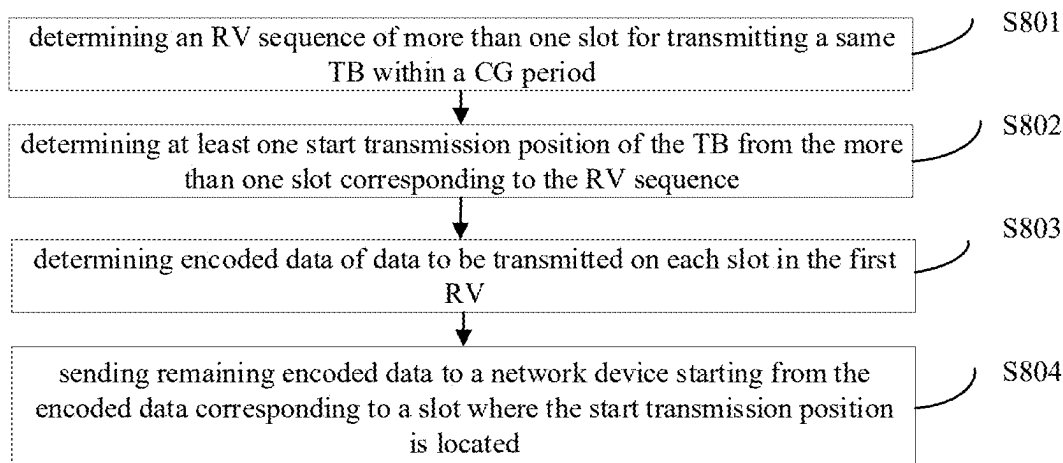 determining an RV sequence of more than one slot for transmitting a same
TB within a CG period
S801
determining at least one start transmission position of the TB from the more
than one slot corresponding to the RV sequence
S802
determining encoded data of data to be transmitted on each slot in the first
RV
S803
sending remaining encoded data to a network device starting from the
encoded data corresponding to a slot where the start transmission position
is located
S804